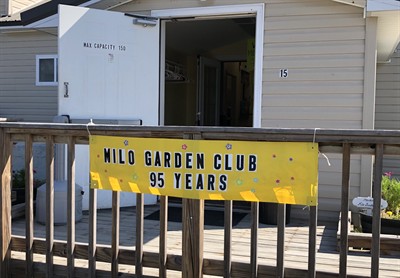 MAX CAPACITY 150
15
MILO GARDEN CLUB
95 YEARS